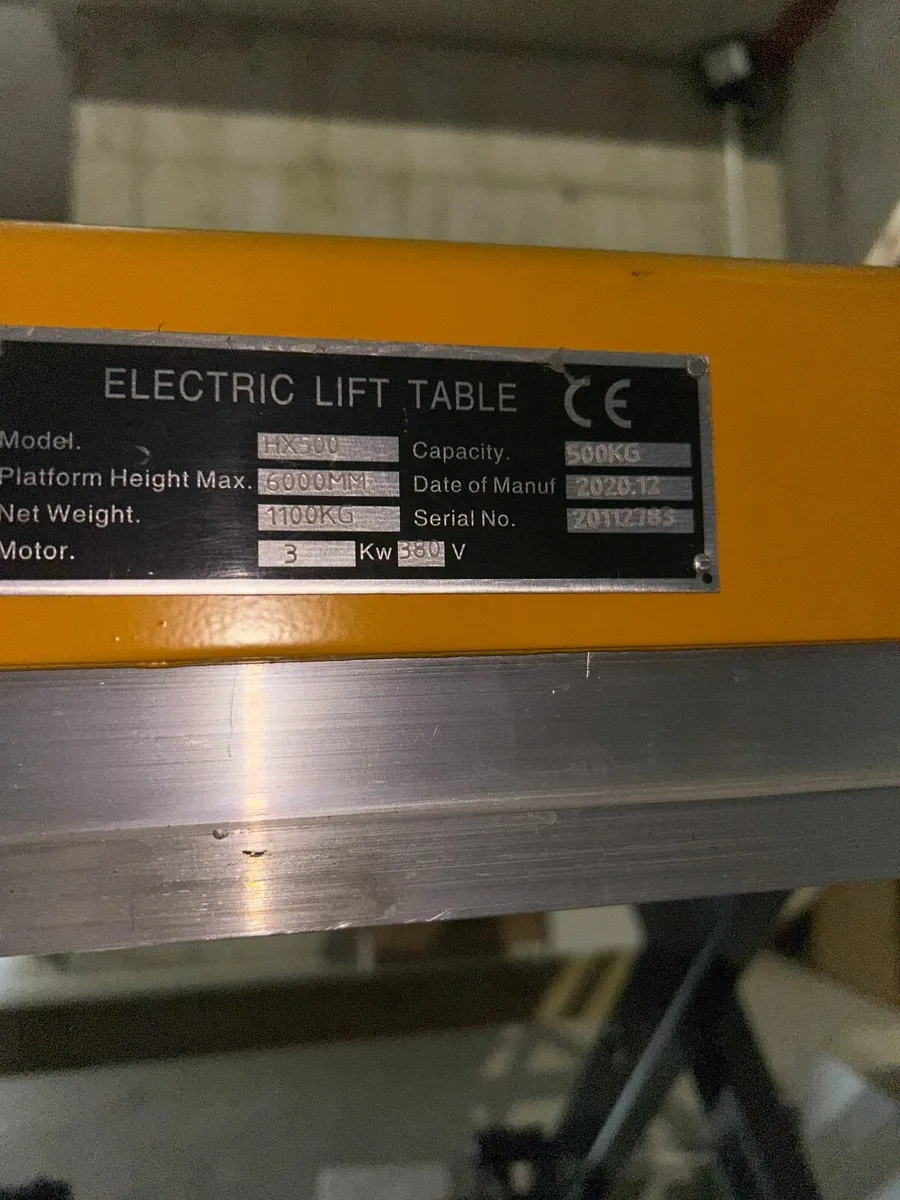 ELECTRIC LIFT TABLE CE
Model. HX500 Capacity. 500KG
Platform Height Max. 6000MM Date of Manuf 2020.12
Net Weight. 1100KG Serial No. 20112783
Motor. 3 Kw 380 V